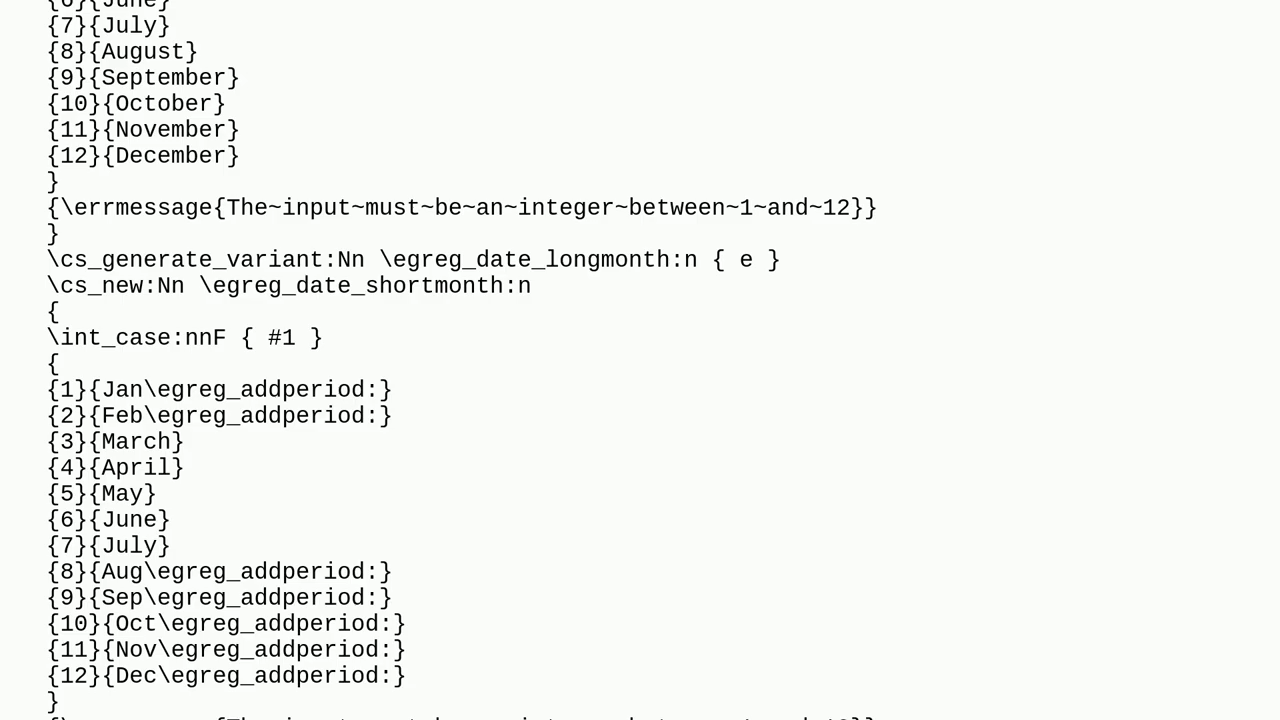 {6}{June}
{7}{July}
{8}{August}
{9}{September}
{10}{October}
{11}{November}
{12}{December}
}
{\errmessage{The~input~must~be~an~integer~between~1~and~12}}
}
\cs_generate_variant:Nn \egreg_date_longmonth:n { e }
\cs_new:Nn \egreg_date_shortmonth:n
{
\int_case:nnF { #1 }
{
{1}{Jan\egreg_addperiod:}
{2}{Feb\egreg_addperiod:}
{3}{March}
{4}{April}
{5}{May}
{6}{June}
{7}{July}
{8}{Aug\egreg_addperiod:}
{9}{Sep\egreg_addperiod:}
{10}{Oct\egreg_addperiod:}
{11}{Nov\egreg_addperiod:}
{12}{Dec\egreg_addperiod:}
}